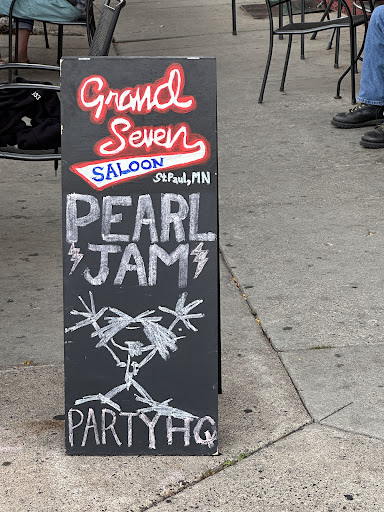 Grand
Seven
SALOON
St. Paul, MN
PEARL
JAM
PARTY HQ